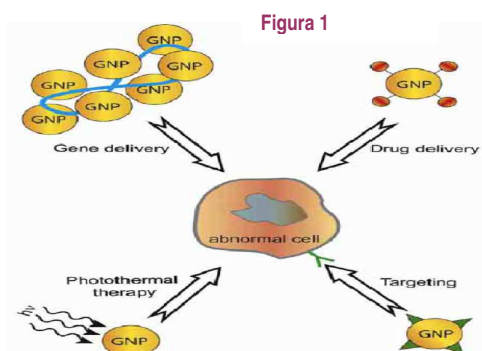 Figura 1
GNP
GNP
GNP
GNP
GNP
GNP
GNP
GNP
Gene delivery
Drug delivery
abnormal cell
Photothermal
therapy
Targeting
hν
GNP
GNP